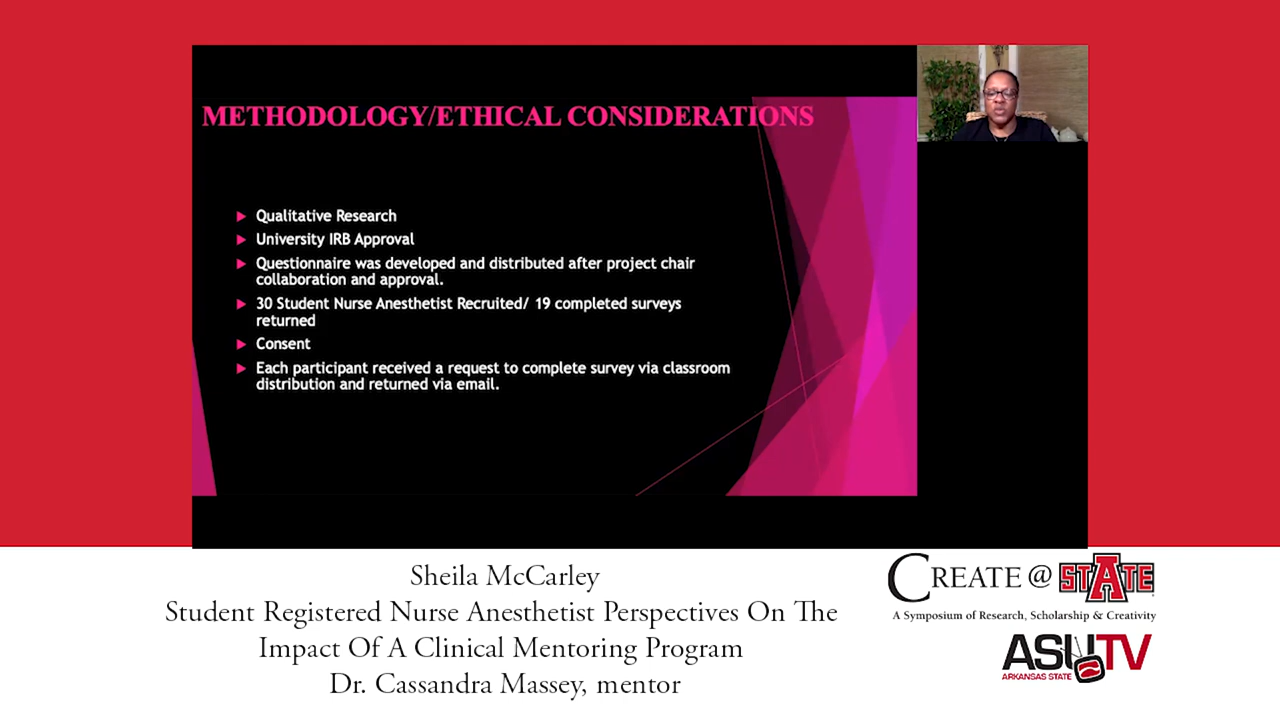 METHODOLOGY/ETHICAL CONSIDERATIONS
Qualitative Research
University IRB Approval
Questionnaire was developed and distributed after project chair
collaboration and approval.
30 Student Nurse Anesthetist Recruited/ 19 completed surveys
returned
Consent
Each participant received a request to complete survey via classroom
distribution and returned via email.
Sheila McCarley
Student Registered Nurse Anesthetist Perspectives On The
Impact Of A Clinical Mentoring Program
Dr. Cassandra Massey, mentor
CREATE @ STATE
A Symposium of Research, Scholarship & Creativity
ASUTV
ARKANSAS STATE